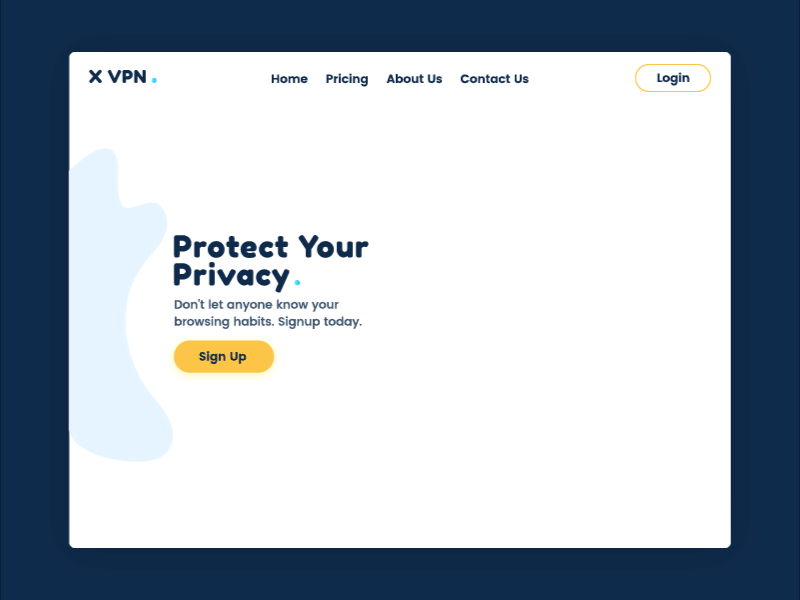 X VPN.
Home Pricing About Us Contact Us
Login
Protect Your
Privacy.
Don't let anyone know your
browsing habits. Signup today.
Sign Up